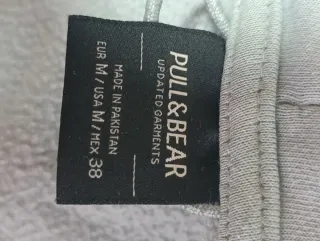 PULL&BEAR
UPDATED GARMENTS
MADE IN PAKISTAN
EUR M / USA M / MEX 38